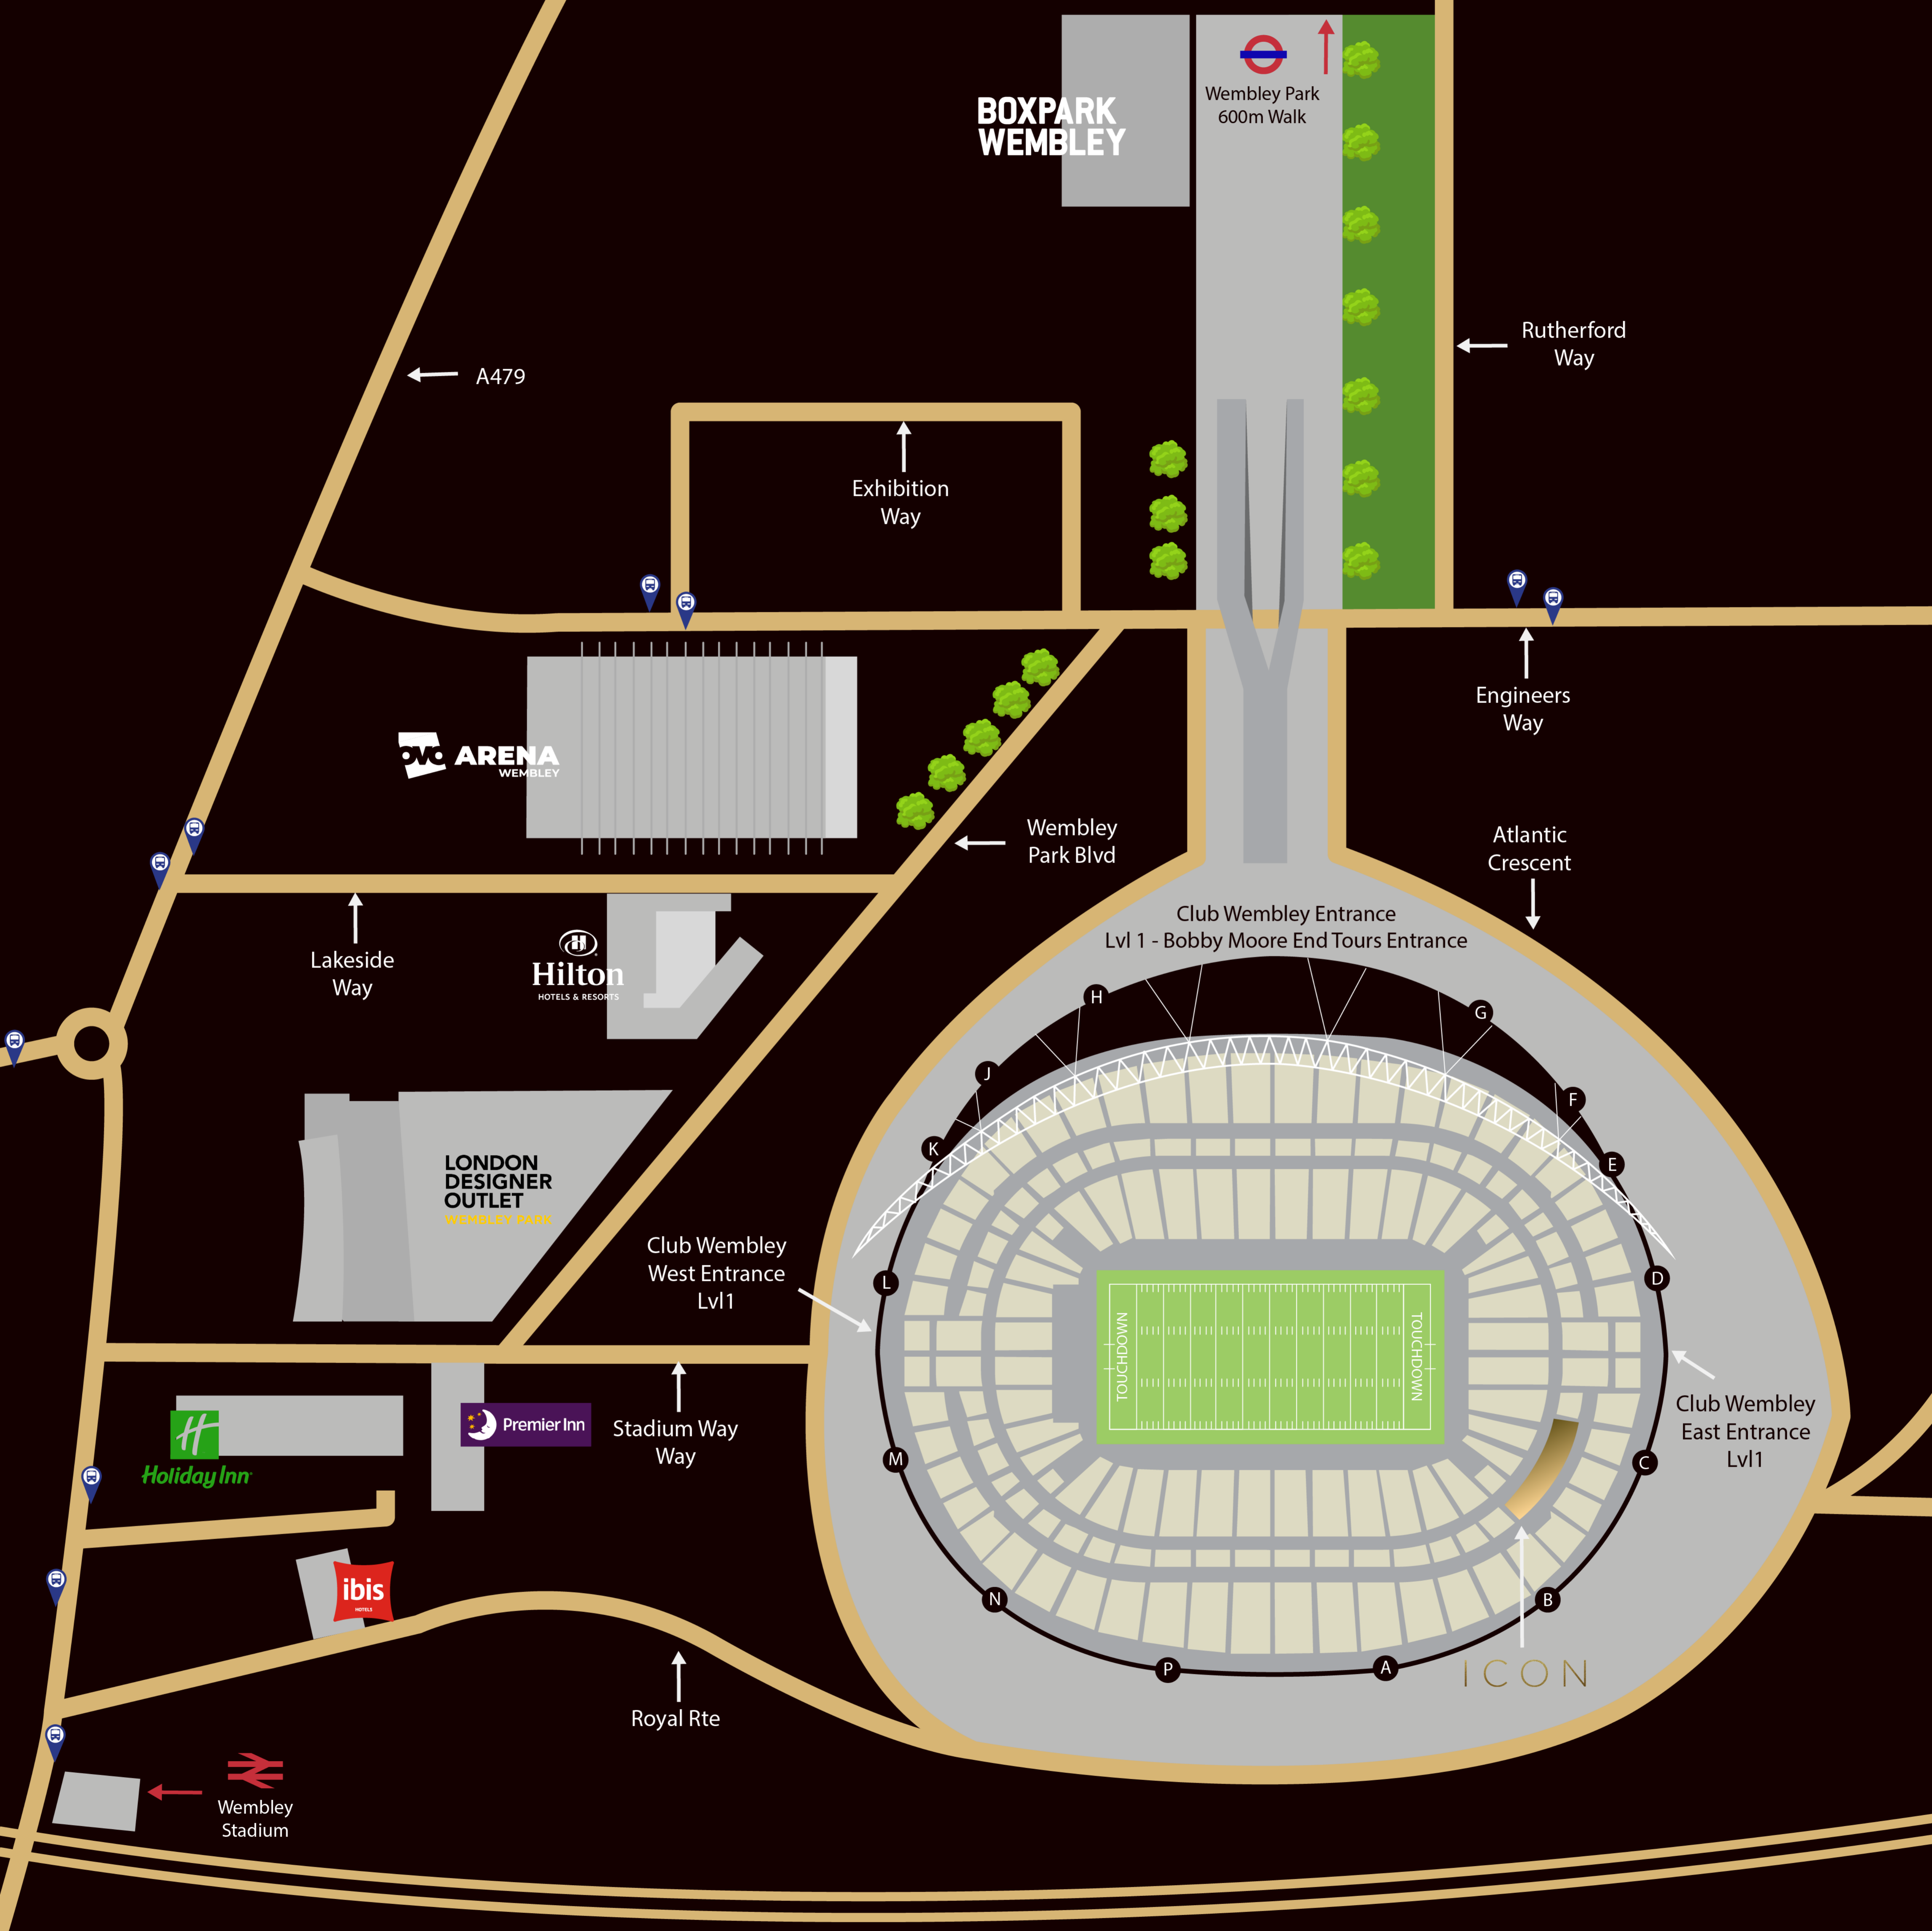 BOXPARK
WEMBLEY
Wembley Park
600m Walk
Rutherford
Way
A479
Exhibition
Way
Engineers
Way
OVO ARENA
WEMBLEY
Wembley
Park Blvd
Atlantic
Crescent
Lakeside
Way
H
Hilton
HOTELS & RESORTS
Club Wembley Entrance
Lvl 1 - Bobby Moore End Tours Entrance
H
G
J
F
K
E
LONDON
DESIGNER
OUTLET
WEMBLEY PARK
Club Wembley
West Entrance
Lvl1
L
D
TOUCHDOWN
TOUCHDOWN
Club Wembley
East Entrance
Lvl1
H
Holiday Inn
Premier Inn
Stadium Way
Way
M
C
ibis
HOTELS
N
B
P
A
ICON
Royal Rte
Wembley
Stadium